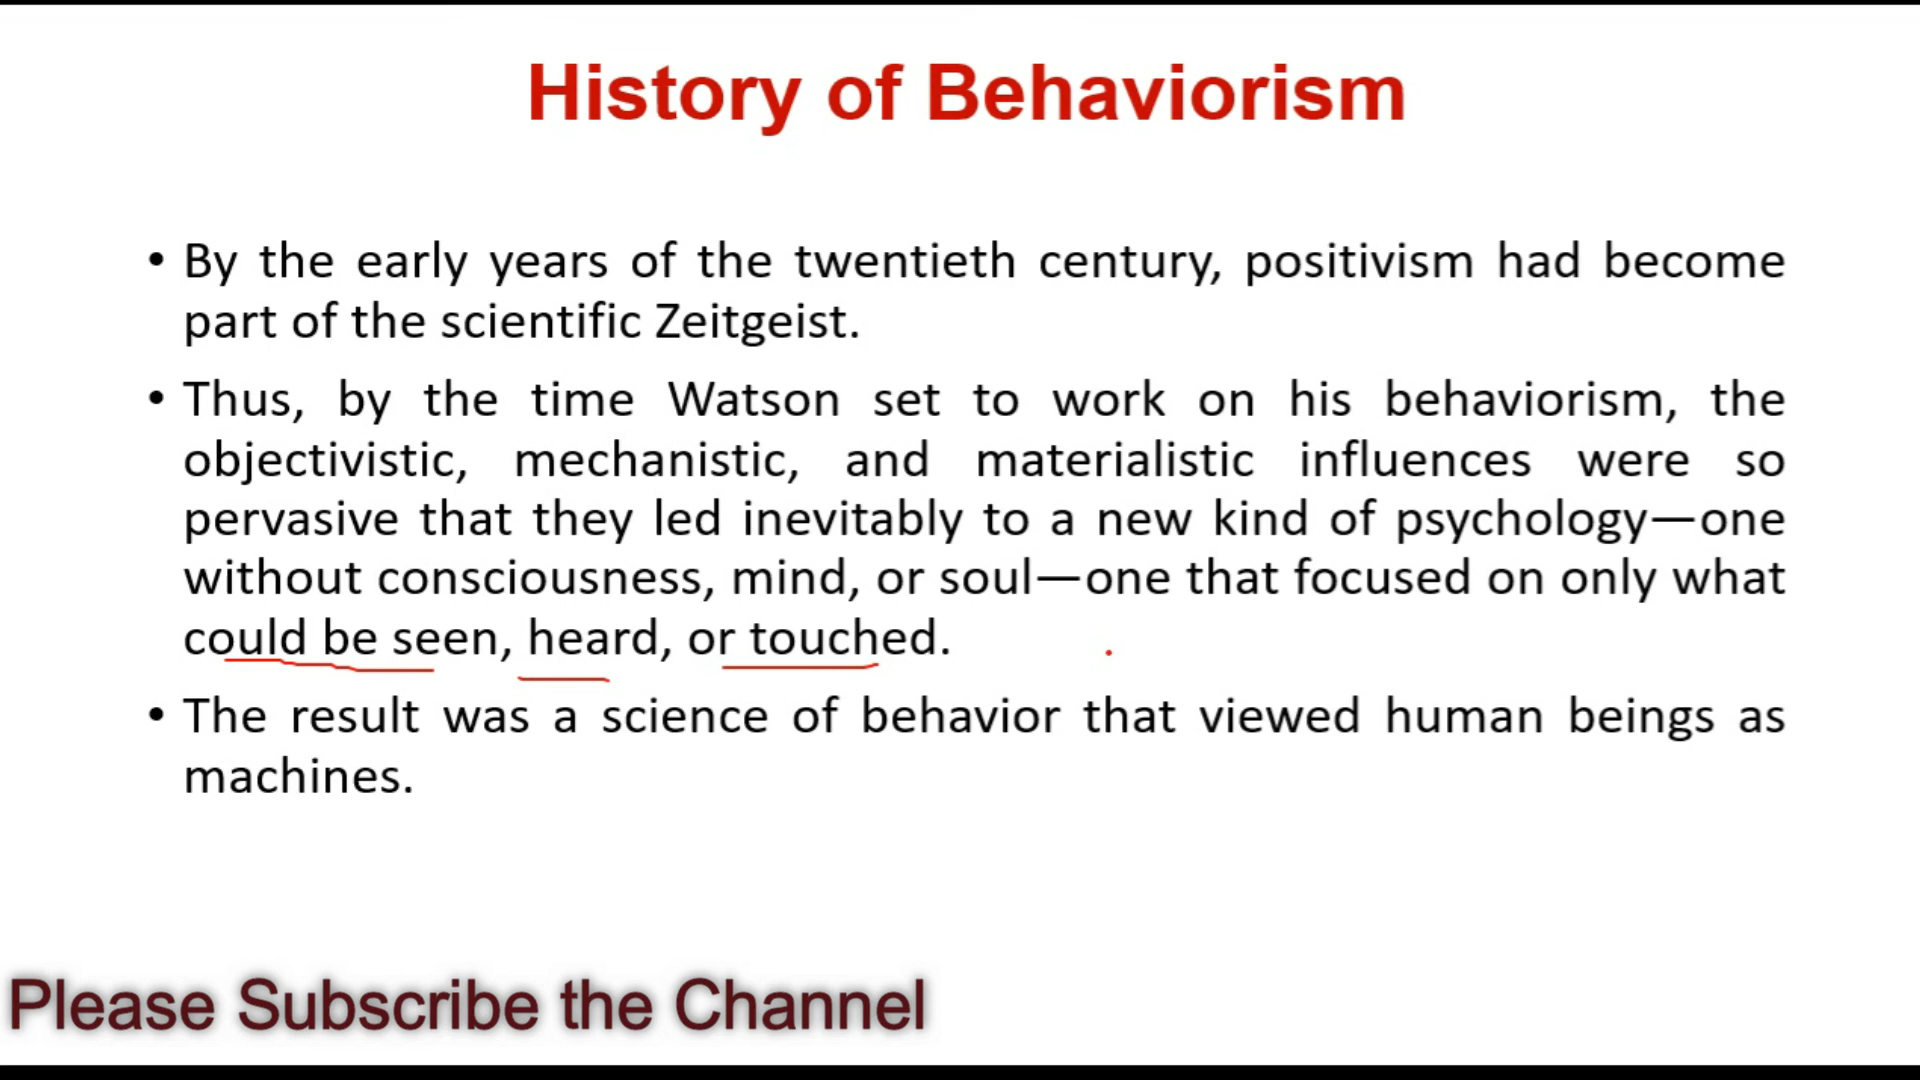 History of Behaviorism
• By the early years of the twentieth century, positivism had become
part of the scientific Zeitgeist.
• Thus, by the time Watson set to work on his behaviorism, the
objectivistic, mechanistic, and materialistic influences were so
pervasive that they led inevitably to a new kind of psychology—one
without consciousness, mind, or soul—one that focused on only what
could be seen, heard, or touched.
• The result was a science of behavior that viewed human beings as
machines.
Please Subscribe the Channel